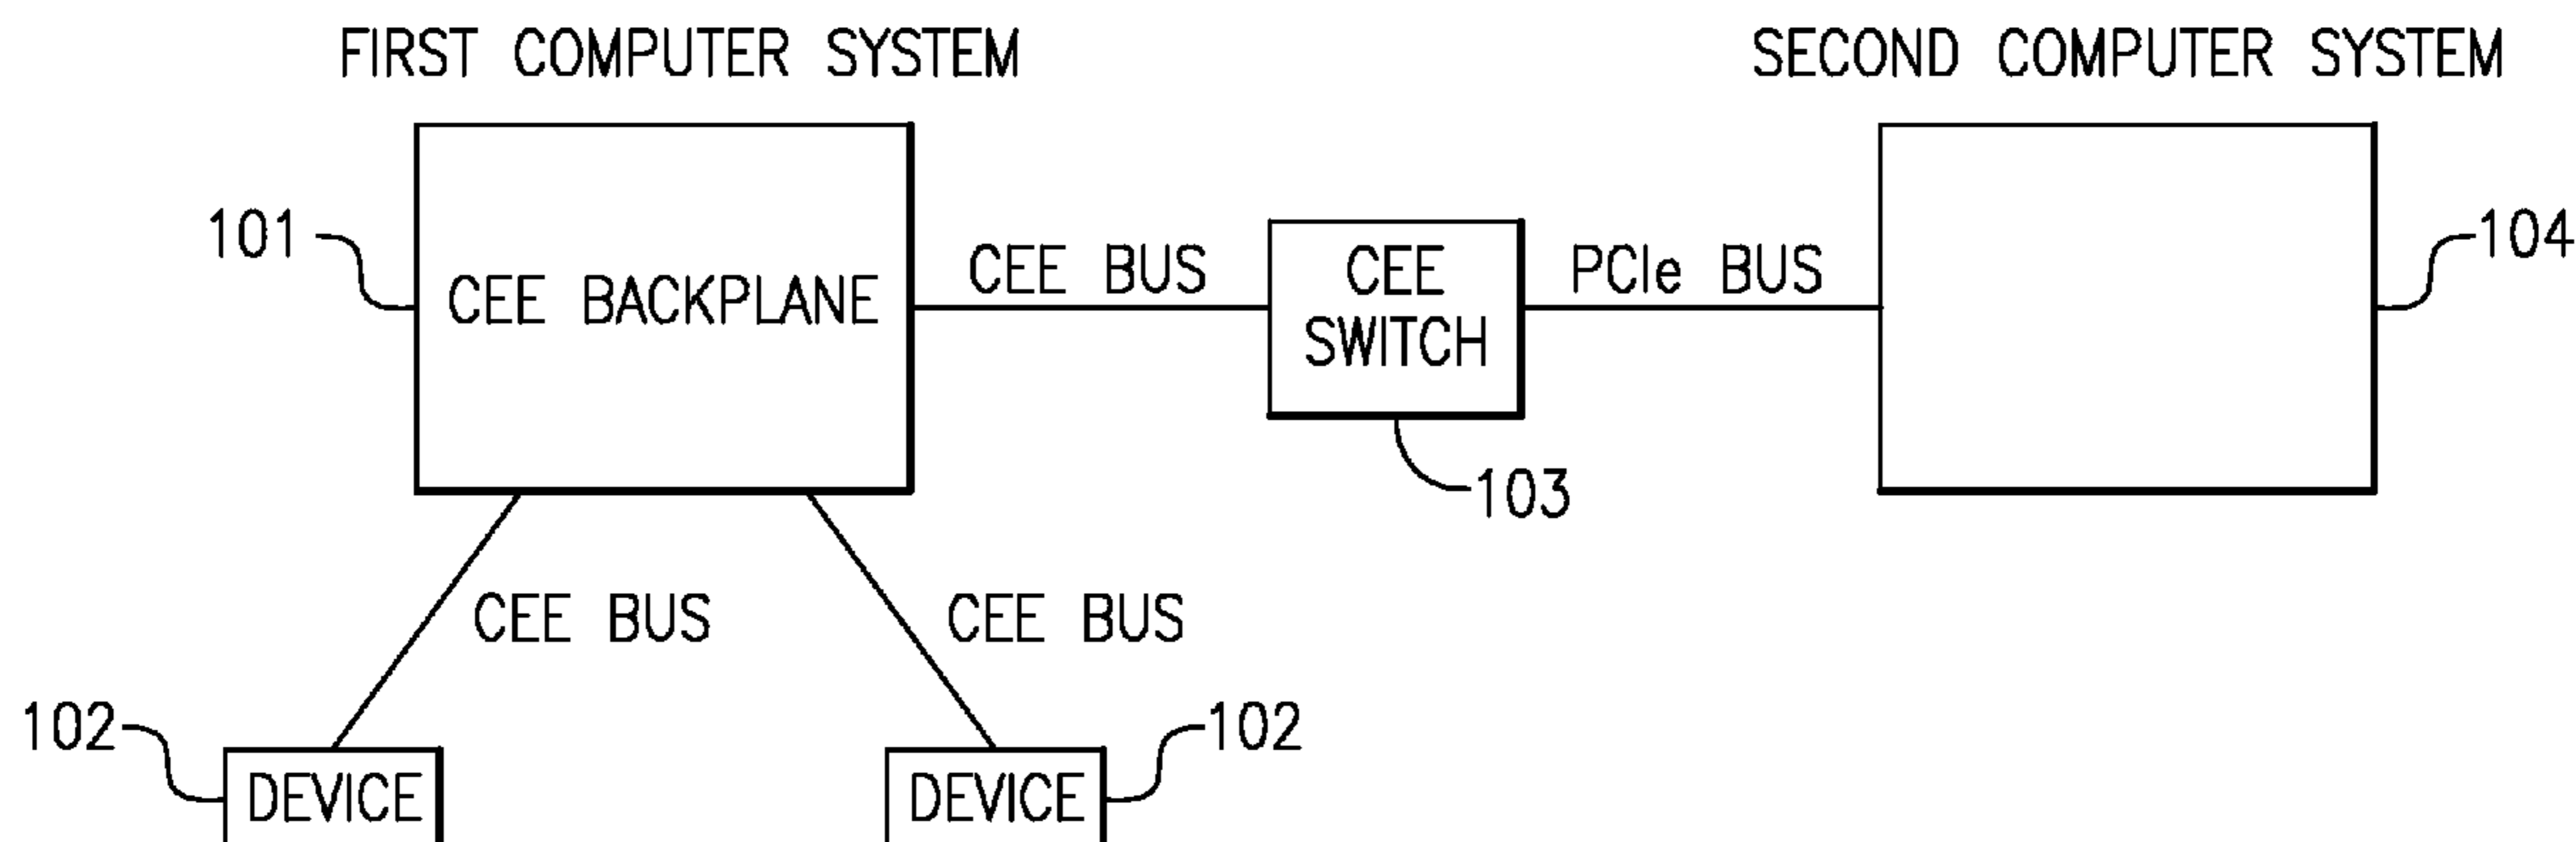 FIRST COMPUTER SYSTEM
SECOND COMPUTER SYSTEM
101
CEE BACKPLANE
CEE BUS
CEE
SWITCH
PCIe BUS
104
103
CEE BUS
CEE BUS
102
DEVICE
DEVICE
102